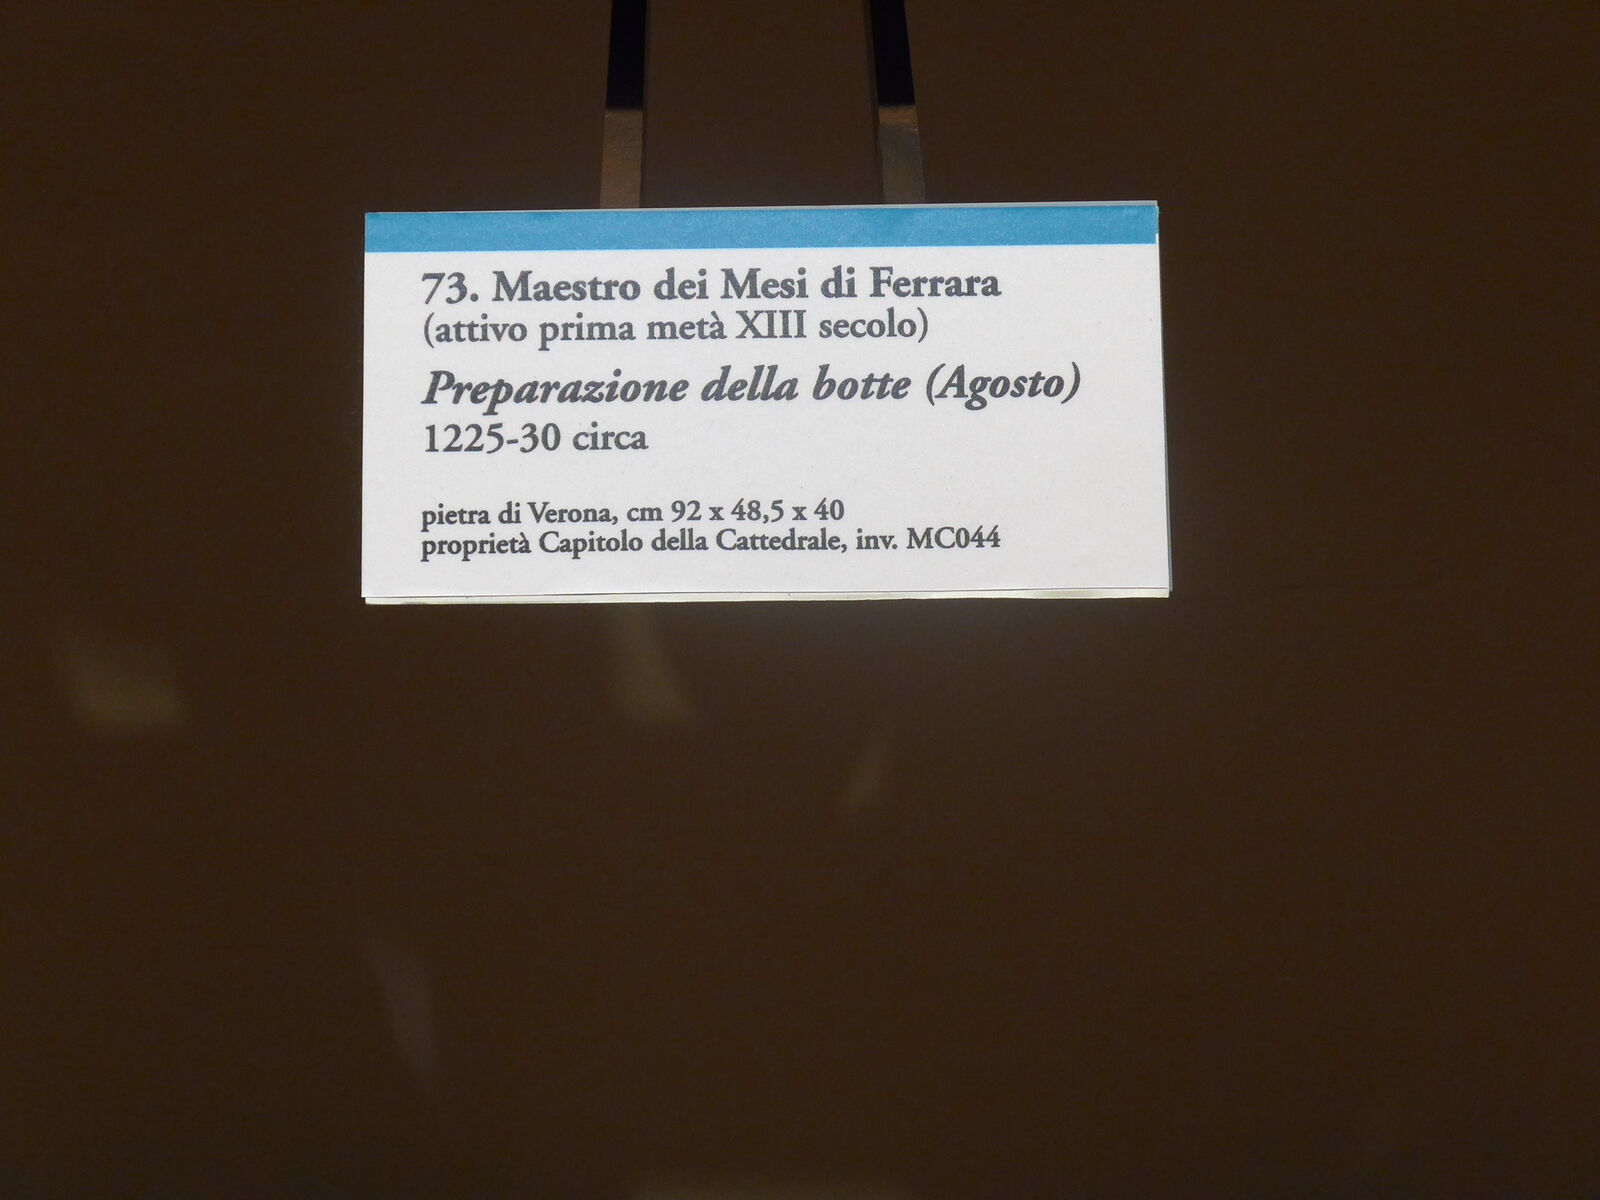 73. Maestro dei Mesi di Ferrara
(attivo prima metà XIII secolo)
Preparazione della botte (Agosto)
1225-30 circa
pietra di Verona, cm 92 x 48,5 x 40
proprietà Capitolo della Cattedrale, inv. MC044